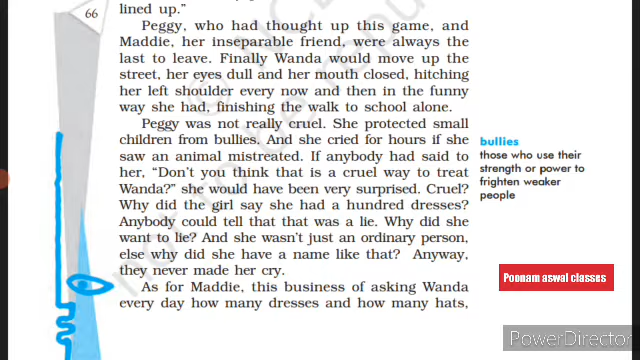 lined up.”
66
Peggy, who had thought up this game, and
Maddie, her inseparable friend, were always the
last to leave. Finally Wanda would move up the
street, her eyes dull and her mouth closed, hitching
her left shoulder every now and then in the funny
way she had, finishing the walk to school alone.
Peggy was not really cruel. She protected small
children from bullies. And she cried for hours if she
saw an animal mistreated. If anybody had said to
her, “Don’t you think that is a cruel way to treat
Wanda?” she would have been very surprised. Cruel?
Why did the girl say she had a hundred dresses?
Anybody could tell that that was a lie. Why did she
want to lie? And she wasn’t just an ordinary person,
else why did she have a name like that? Anyway,
they never made her cry.
As for Maddie, this business of asking Wanda
every day how many dresses and how many hats,
bullies
those who use their
strength or power to
frighten weaker
people
Poonam aswal classes
PowerDirector